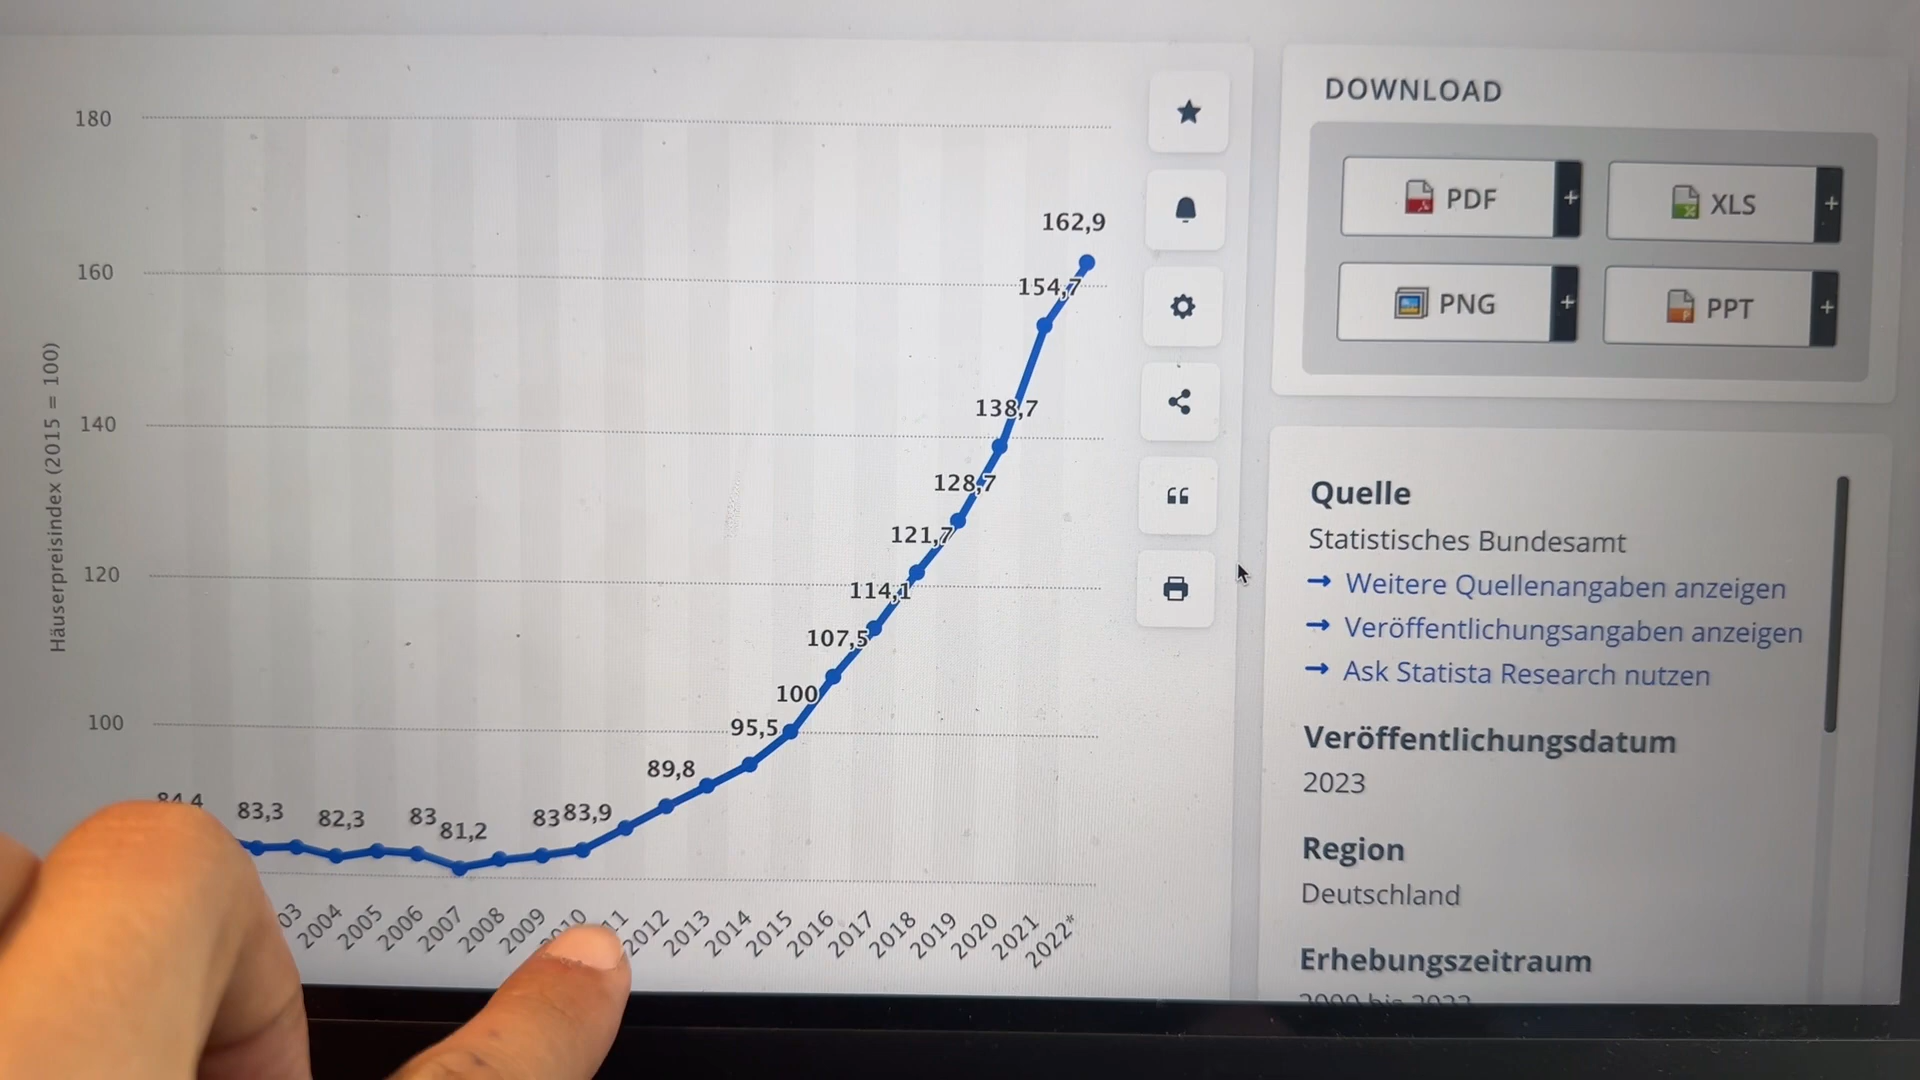 180
160
140
120
100
Häuserpreisindex (2015 = 100)
162,9
154,7
138,7
128,7
121,7
114,1
107,5
100
95,5
89,8
84,4
83,3
82,3
83
81,2
83
83,9
03
2004
2005
2006
2007
2008
2009
2010
11
2012
2013
2014
2015
2016
2017
2018
2019
2020
2021
2022*
DOWNLOAD
PDF +
XLS +
PNG +
PPT +
Quelle
Statistisches Bundesamt
→ Weitere Quellenangaben anzeigen
→ Veröffentlichungsangaben anzeigen
→ Ask Statista Research nutzen
Veröffentlichungsdatum
2023
Region
Deutschland
Erhebungszeitraum